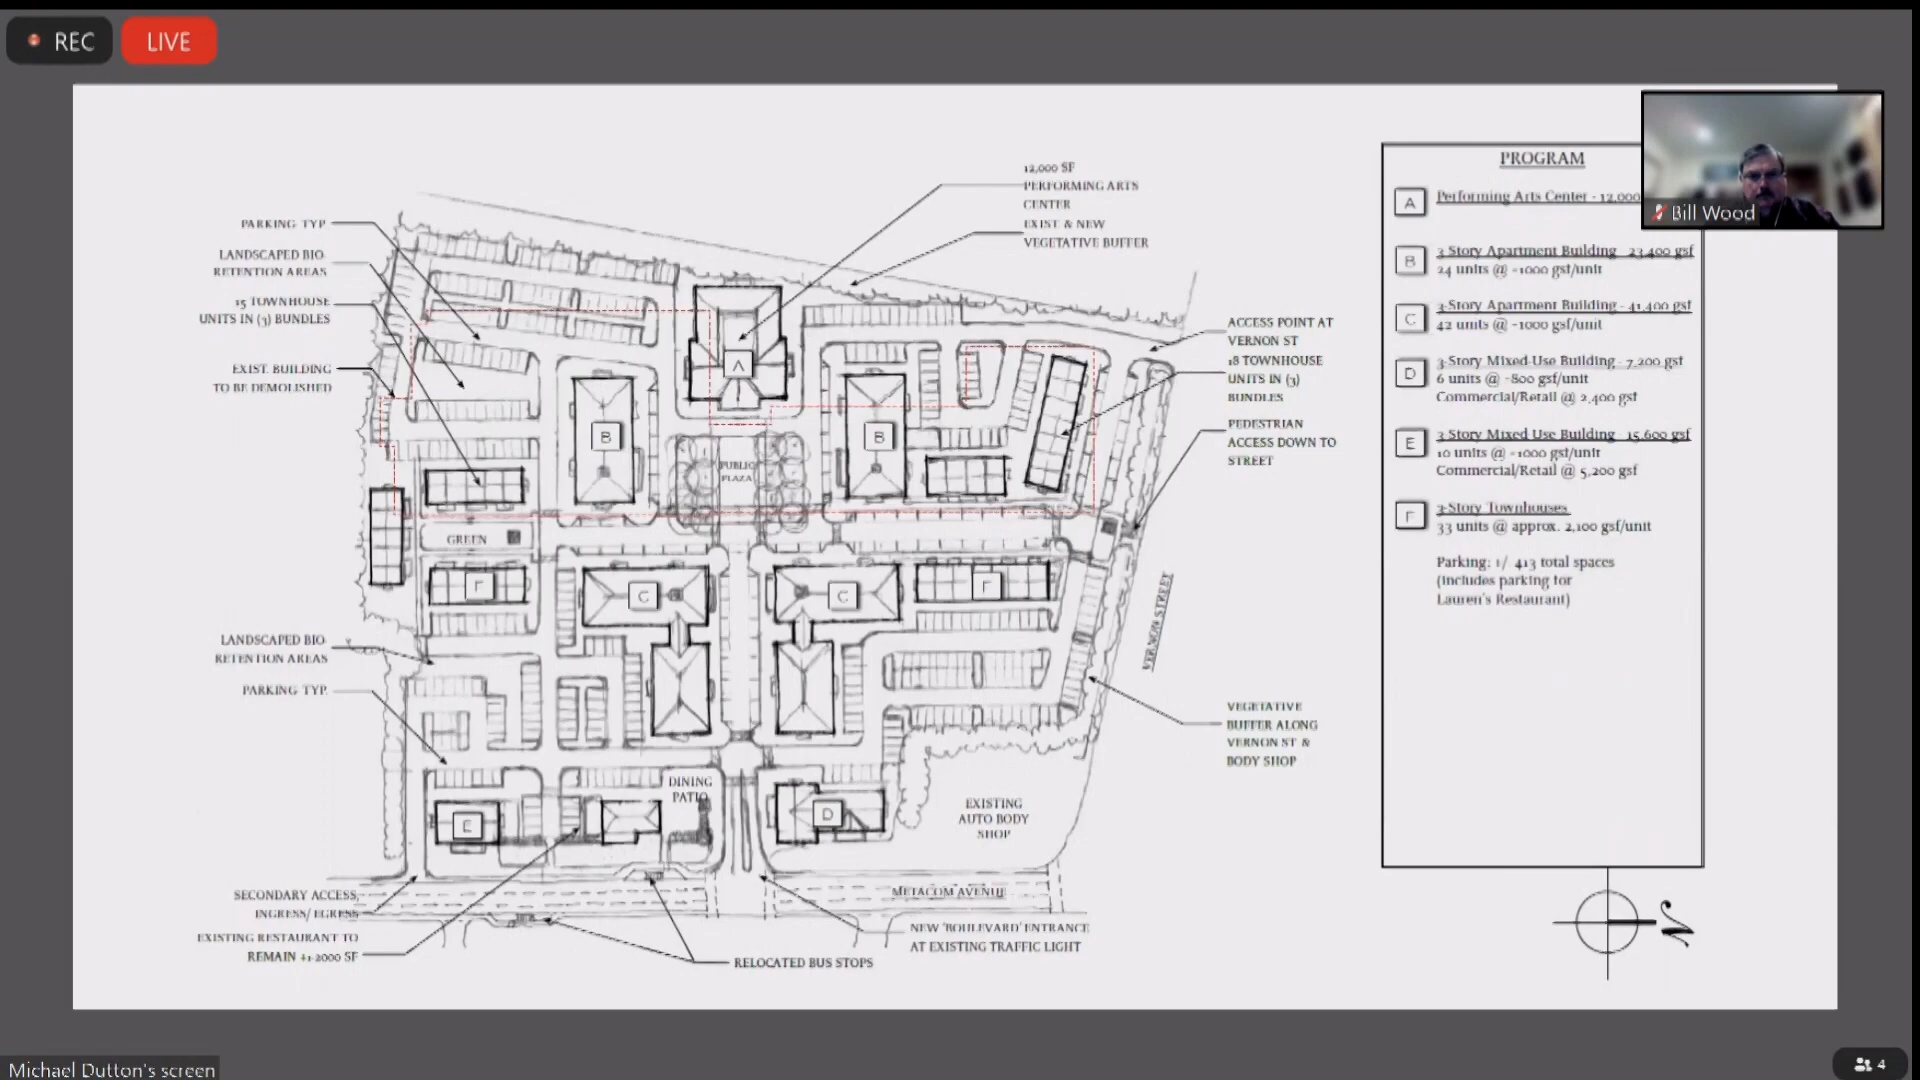 REC
LIVE
12,000 SF
PERFORMING ARTS
CENTER
EXIST & NEW
VEGETATIVE BUFFER
PARKING TYP
LANDSCAPED BIO
RETENTION AREAS
15 TOWNHOUSE
UNITS IN (3) BUNDLES
EXIST. BUILDING
TO BE DEMOLISHED
ACCESS POINT AT
VERNON ST
18 TOWNHOUSE
UNITS IN (3)
BUNDLES
PEDESTRIAN
ACCESS DOWN TO
STREET
A
B
B
PUBLIC
PLAZA
GREEN
F
C
C
F
VERNON STREET
LANDSCAPED BIO
RETENTION AREAS
PARKING TYP.
VEGETATIVE
BUFFER ALONG
VERNON ST &
BODY SHOP
DINING
PATIO
E
D
EXISTING
AUTO BODY
SHOP
SECONDARY ACCESS,
INGRESS/ EGRESS
METACOM AVENUE
EXISTING RESTAURANT TO
REMAIN +/-2000 SF
NEW 'BOULEVARD' ENTRANCE
AT EXISTING TRAFFIC LIGHT
RELOCATED BUS STOPS
PROGRAM
A Performing Arts Center - 12,000
B 3 Story Apartment Building 23,400 gsf
24 units @ ~1000 gsf/unit
C 3-Story Apartment Building - 41,400 gsf
42 units @ ~1000 gsf/unit
D 3-Story Mixed-Use Building - 7,200 gsf
6 units @ ~800 gsf/unit
Commercial/Retail @ 2,400 gsf
E 3 Story Mixed Use Building 15,600 gsf
10 units @ ~1000 gsf/unit
Commercial/Retail @ 5,200 gsf
F 3-Story Townhouses
33 units @ approx. 2,100 gsf/unit
Parking: +/- 413 total spaces
(includes parking for
Lauren's Restaurant)
N
Bill Wood
Michael Dutton's screen
4